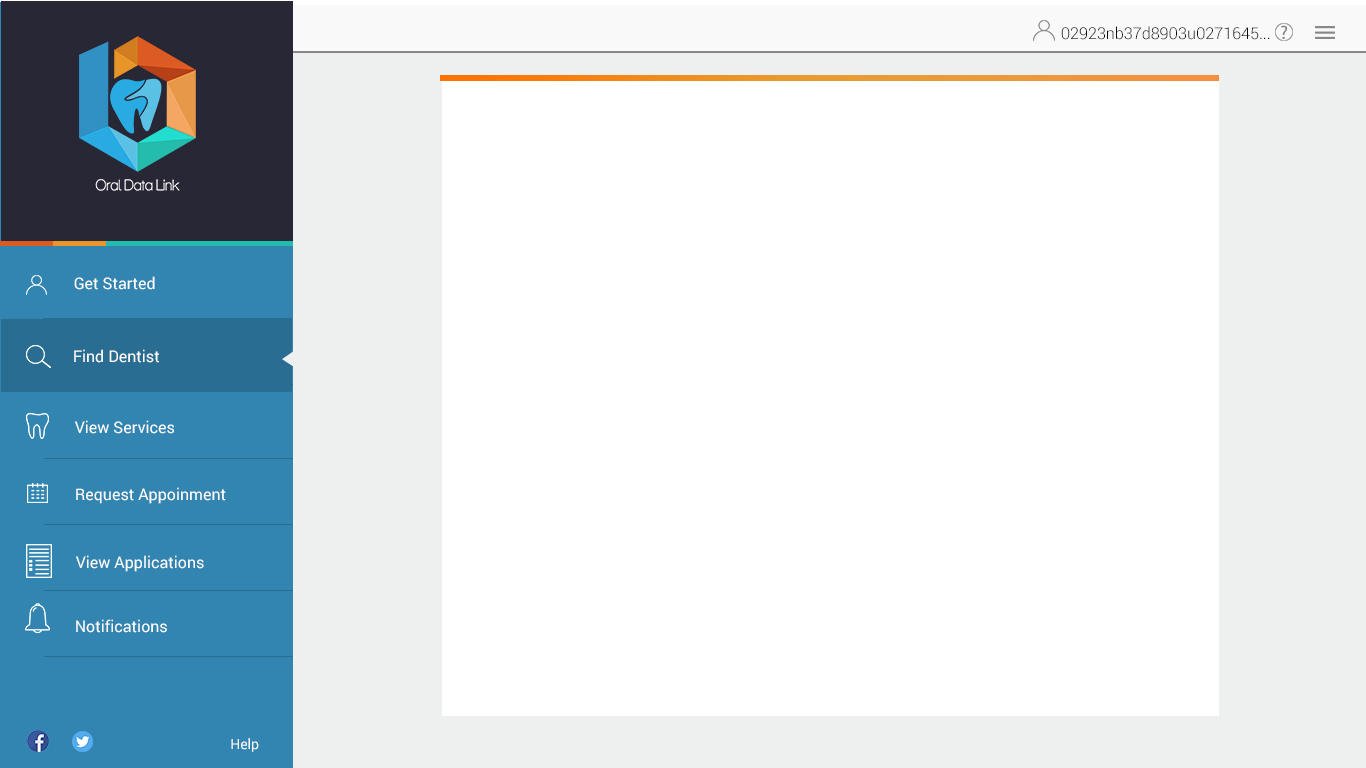 02923nb37d8903u0271645...
?
Oral Data Link
Get Started
Find Dentist
View Services
Request Appoinment
View Applications
Notifications
f
Help